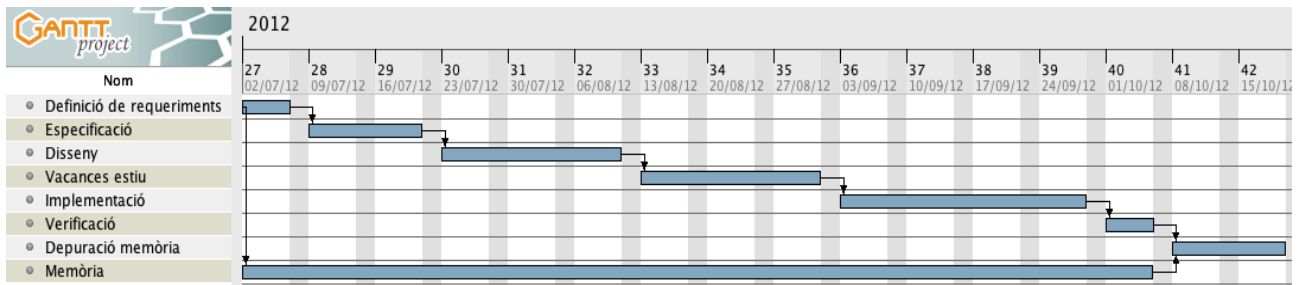 GANTT
project
2012
Nom
27 28 29 30 31 32 33 34 35 36 37 38 39 40 41 42
02/07/12 09/07/12 16/07/12 23/07/12 30/07/12 06/08/12 13/08/12 20/08/12 27/08/12 03/09/12 10/09/12 17/09/12 24/09/12 01/10/12 08/10/12 15/10/12
Definició de requeriments
Especificació
Disseny
Vacances estiu
Implementació
Verificació
Depuració memòria
Memòria